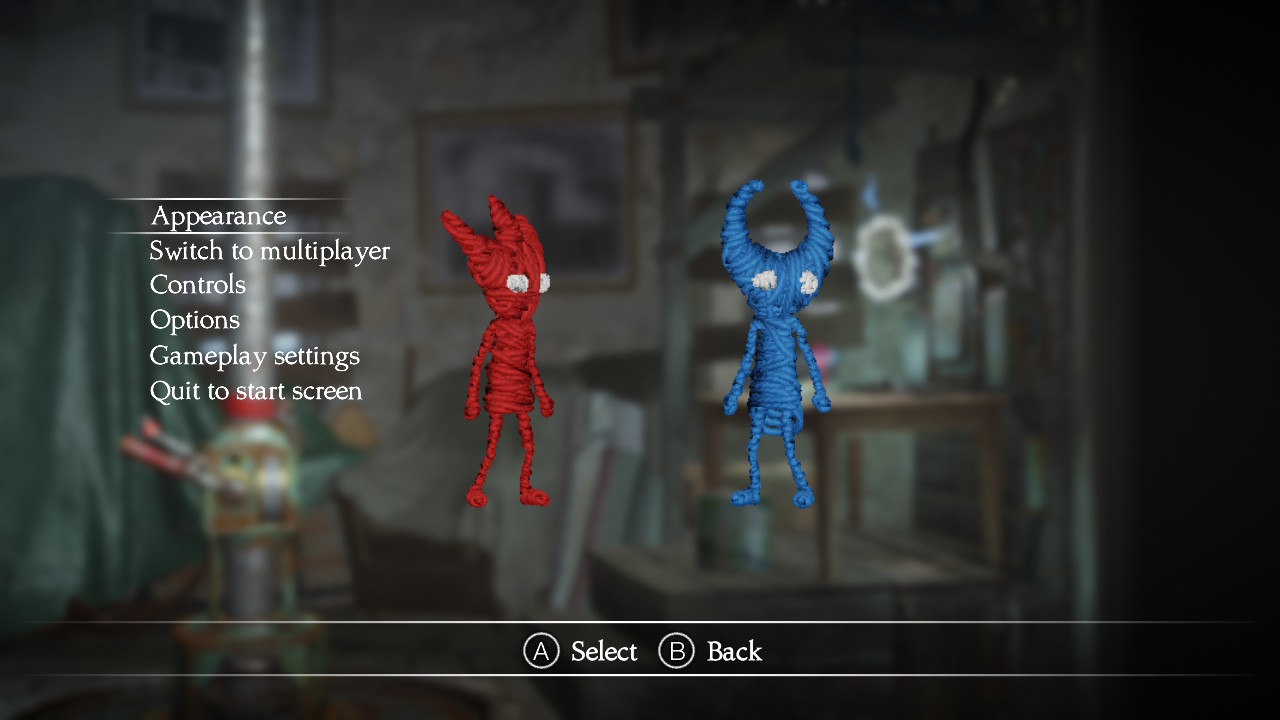 Appearance
Switch to multiplayer
Controls
Options
Gameplay settings
Quit to start screen
A Select B Back